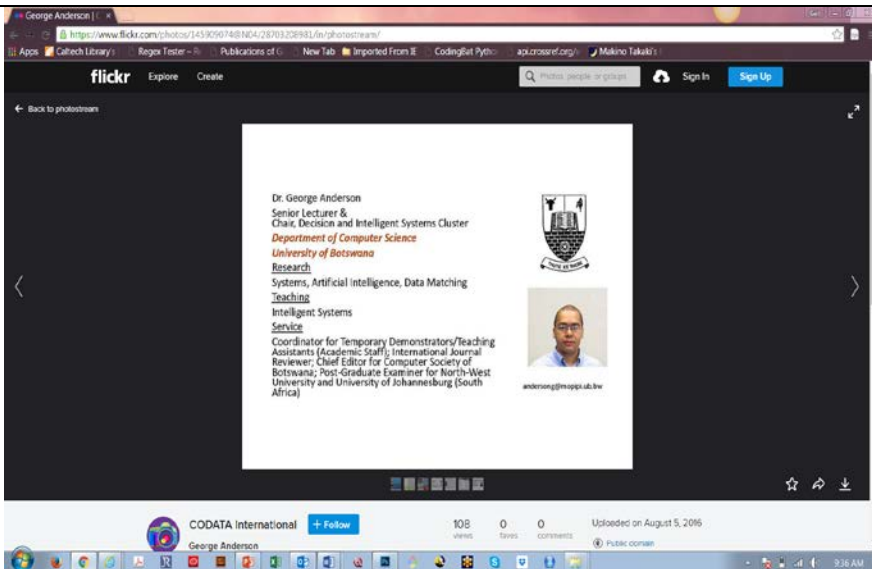 George Anderson |
https://www.flickr.com/photos/145909074@N04/28703208981/in/photostream/
Apps Caltech Library's Regex Tester – Publications of G New Tab Imported From IE CodingBat Pytho api.crossref.org/ Makino Takaki's
flickr Explore Create Photos, people, or groups Sign In Sign Up
Back to photostream
Dr. George Anderson
Senior Lecturer &
Chair, Decision and Intelligent Systems Cluster
Department of Computer Science
University of Botswana
Research
Systems, Artificial Intelligence, Data Matching
Teaching
Intelligent Systems
Service
Coordinator for Temporary Demonstrators/Teaching
Assistants (Academic Staff); International Journal
Reviewer; Chief Editor for Computer Society of
Botswana; Post-Graduate Examiner for North-West
University and University of Johannesburg (South
Africa)
andersong@mopipi.ub.bw
CODATA International + Follow
George Anderson
108 0 0
views faves comments
Uploaded on August 5, 2016
Public domain
9:36 AM